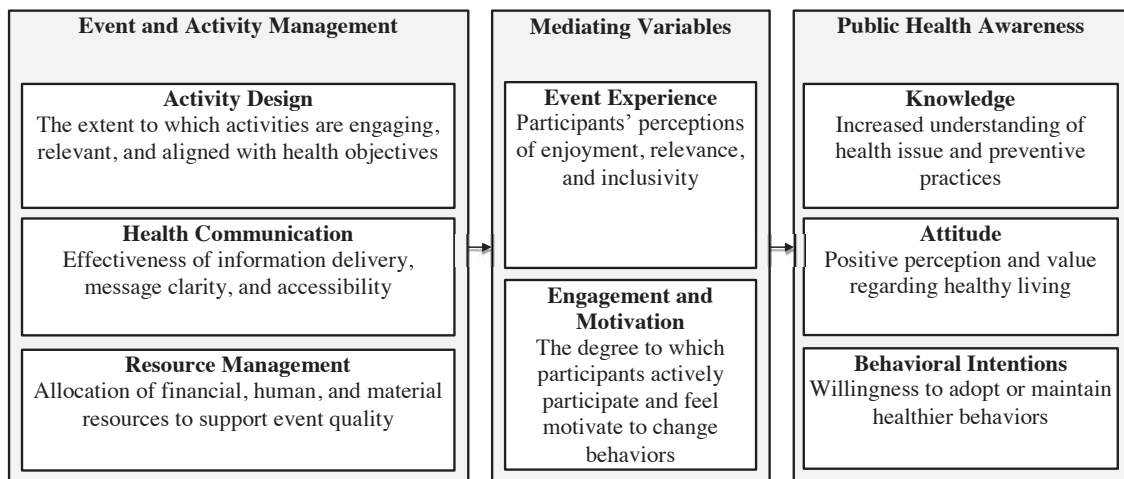 Event and Activity Management
Activity Design
The extent to which activities are engaging,
relevant, and aligned with health objectives
Health Communication
Effectiveness of information delivery,
message clarity, and accessibility
Resource Management
Allocation of financial, human, and material
resources to support event quality
Mediating Variables
Event Experience
Participants’ perceptions
of enjoyment, relevance,
and inclusivity
Engagement and
Motivation
The degree to which
participants actively
participate and feel
motivate to change
behaviors
Public Health Awareness
Knowledge
Increased understanding of
health issue and preventive
practices
Attitude
Positive perception and value
regarding healthy living
Behavioral Intentions
Willingness to adopt or maintain
healthier behaviors